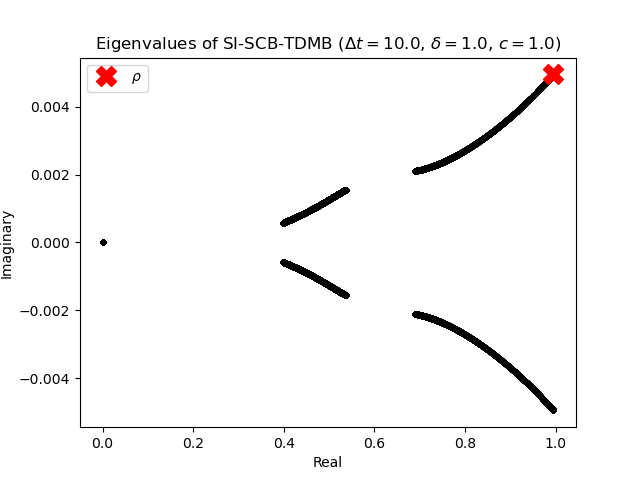 Eigenvalues of SI-SCB-TDMB (Δt = 10.0, δ = 1.0, c = 1.0)
ρ
0.004
0.002
0.000
−0.002
−0.004
Imaginary
0.0 0.2 0.4 0.6 0.8 1.0
Real